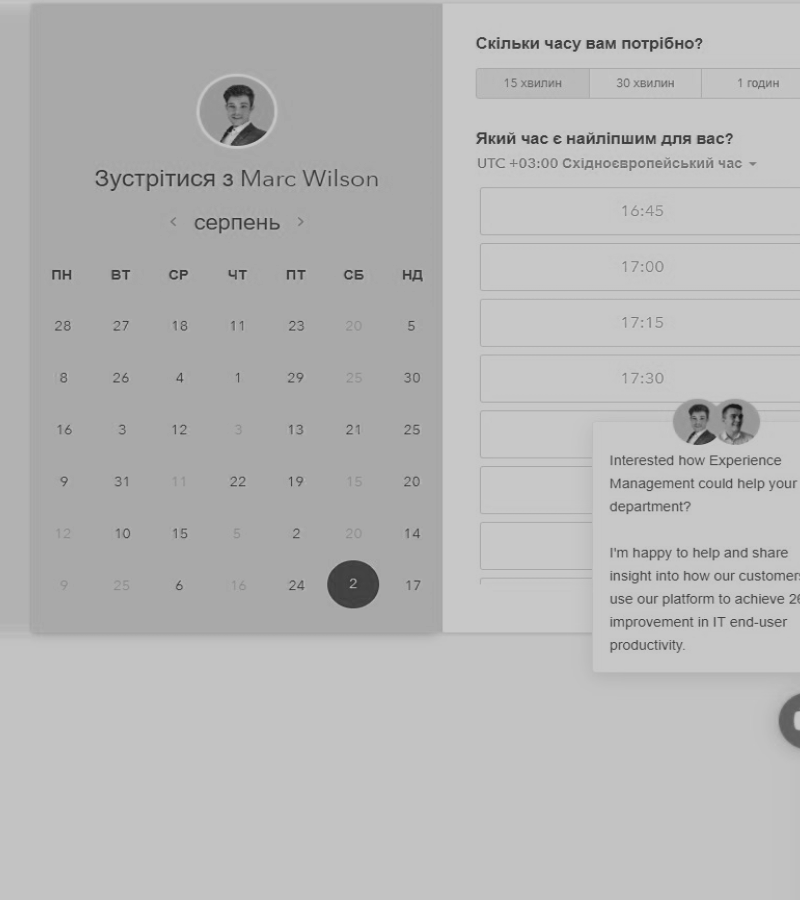 Зустрітися з Marc Wilson
серпень
ПН ВТ СР ЧТ ПТ СБ НД
28 27 18 11 23 20 5
8 26 4 1 29 25 30
16 3 12 3 13 21 25
9 31 11 22 19 15 20
12 10 15 5 2 20 14
9 25 6 16 24 2 17
Скільки часу вам потрібно?
15 хвилин 30 хвилин 1 годин
Який час є найліпшим для вас?
UTC +03:00 Східноєвропейський час
16:45
17:00
17:15
17:30
Interested how Experience
Management could help your
department?
I'm happy to help and share
insight into how our customers
use our platform to achieve 26
improvement in IT end-user
productivity.